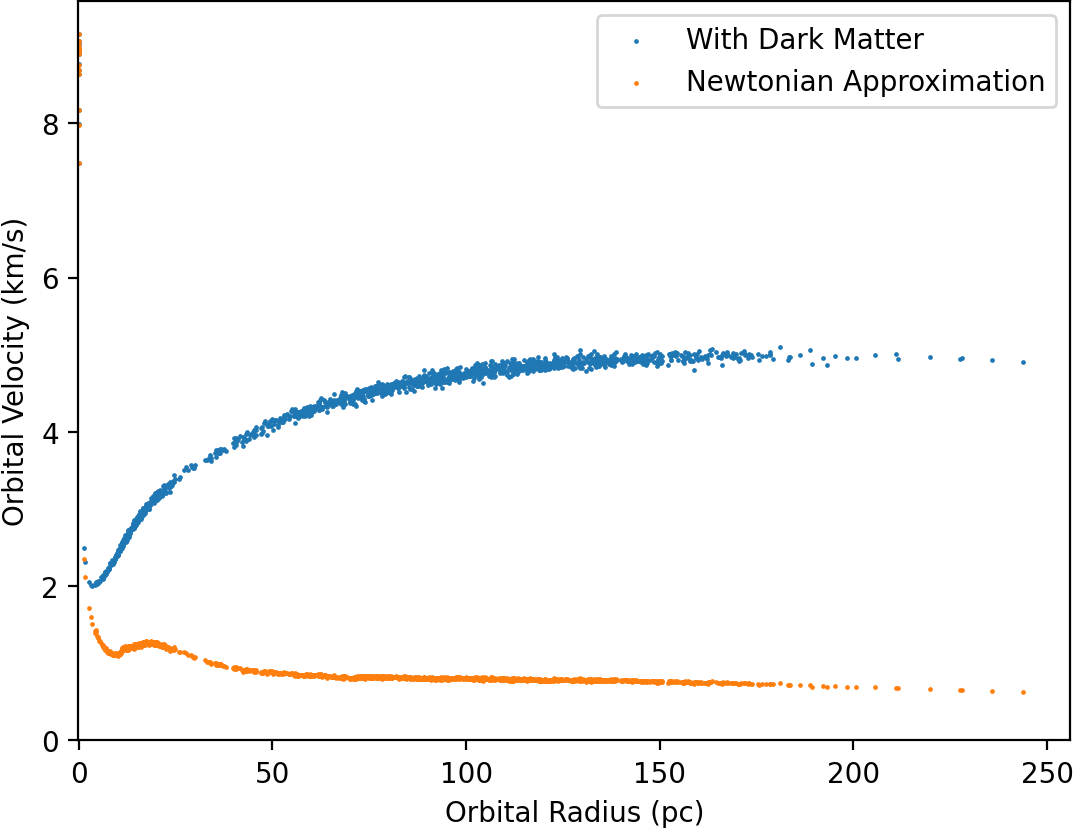 With Dark Matter
Newtonian Approximation
8
6
4
2
0
Orbital Velocity (km/s)
0 50 100 150 200 250
Orbital Radius (pc)